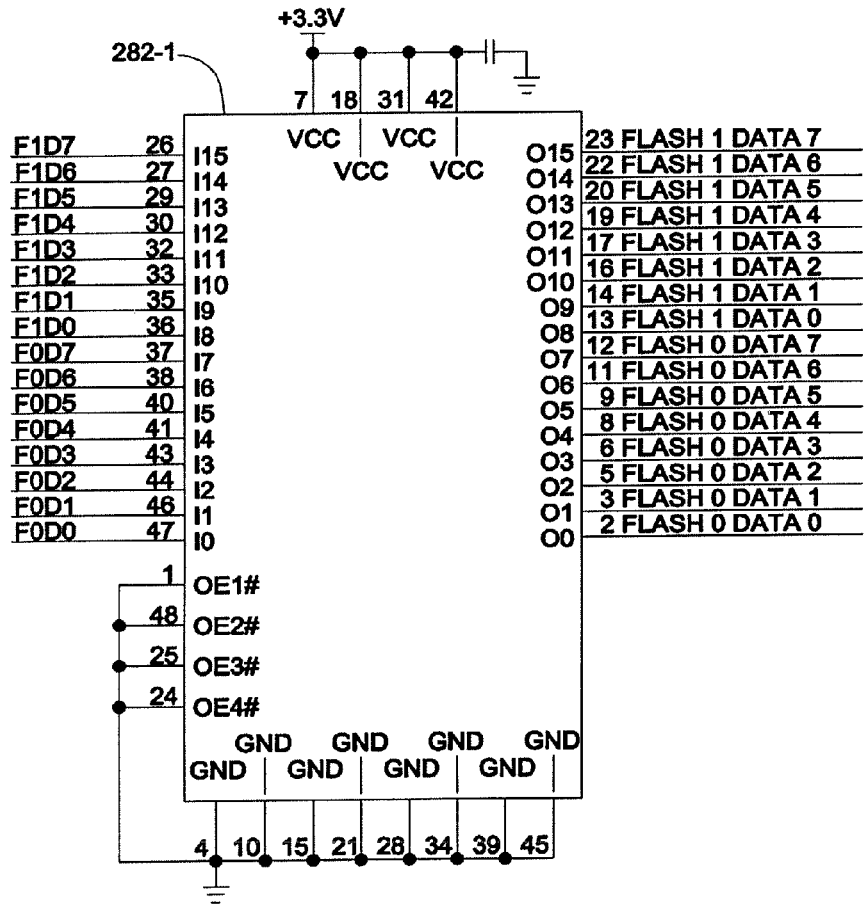 +3.3V
282-1
7 18 31 42
VCC VCC
VCC VCC
F1D7 26 I15 O15 23 FLASH 1 DATA 7
F1D6 27 I14 O14 22 FLASH 1 DATA 6
F1D5 29 I13 O13 20 FLASH 1 DATA 5
F1D4 30 I12 O12 19 FLASH 1 DATA 4
F1D3 32 I11 O11 17 FLASH 1 DATA 3
F1D2 33 I10 O10 16 FLASH 1 DATA 2
F1D1 35 I9 O9 14 FLASH 1 DATA 1
F1D0 36 I8 O8 13 FLASH 1 DATA 0
F0D7 37 I7 O7 12 FLASH 0 DATA 7
F0D6 38 I6 O6 11 FLASH 0 DATA 6
F0D5 40 I5 O5 9 FLASH 0 DATA 5
F0D4 41 I4 O4 8 FLASH 0 DATA 4
F0D3 43 I3 O3 6 FLASH 0 DATA 3
F0D2 44 I2 O2 5 FLASH 0 DATA 2
F0D1 46 I1 O1 3 FLASH 0 DATA 1
F0D0 47 I0 O0 2 FLASH 0 DATA 0
1 OE1#
48 OE2#
25 OE3#
24 OE4#
GND GND GND GND
GND GND GND GND
4 10 15 21 28 34 39 45